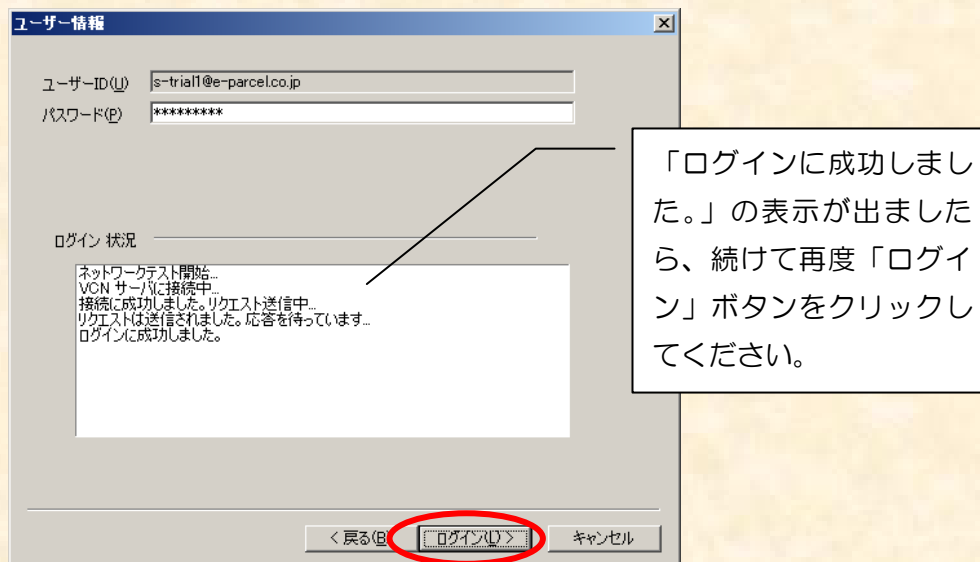 ユーザー情報
ユーザーID(U) s-trial1@e-parcel.co.jp
パスワード(P) *********
「ログインに成功しまし
た。」の表示が出ました
ら、続けて再度「ログイ
ン」ボタンをクリックし
てください。
ログイン 状況
ネットワークテスト開始...
VCN サーバに接続中...
接続に成功しました。リクエスト送信中...
リクエストは送信されました。応答を待っています...
ログインに成功しました。
< 戻る(B) ログイン(L) > キャンセル